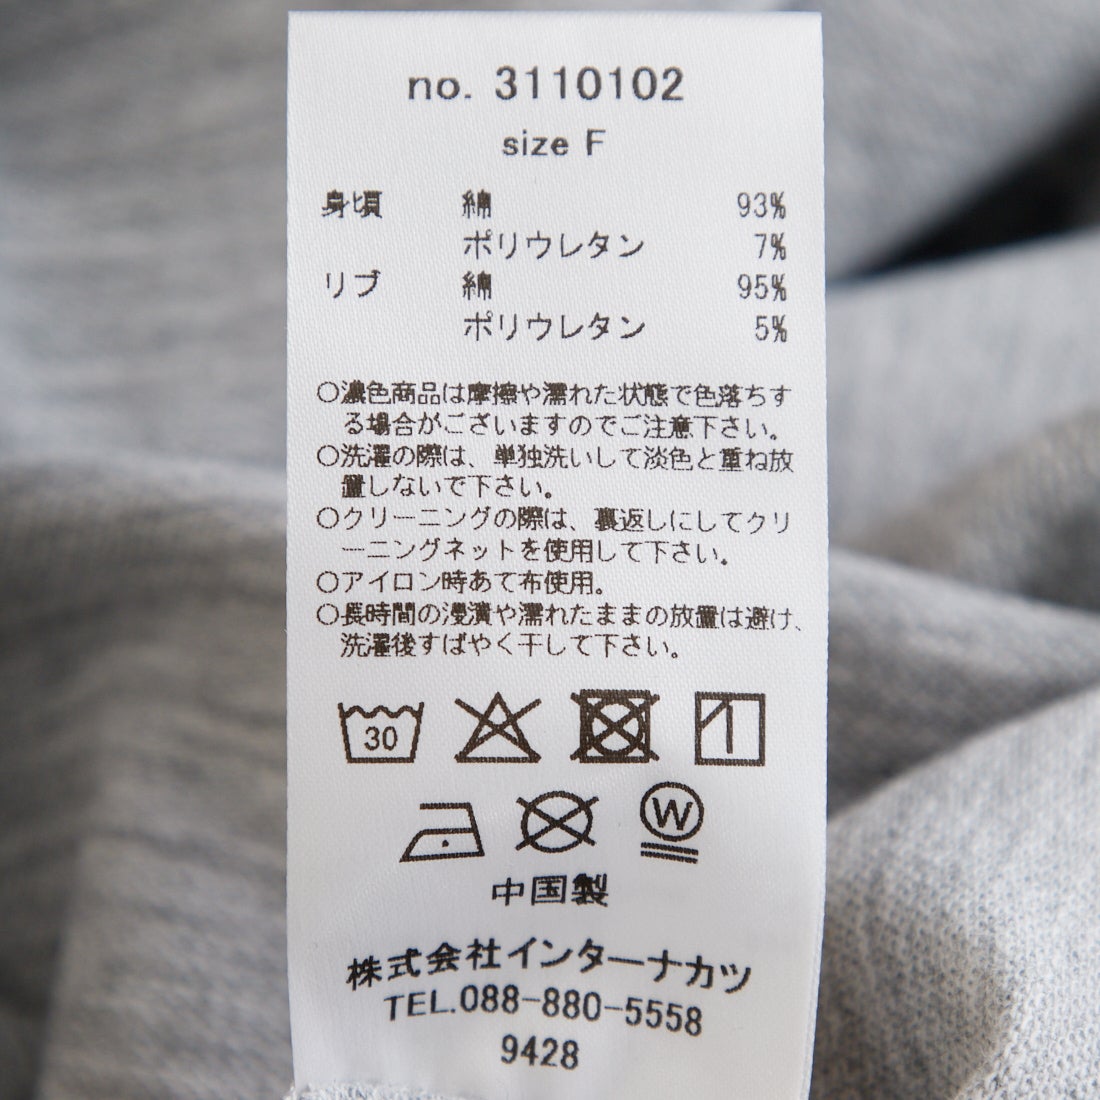 no. 3110102
size F
身頃 綿 93%
ポリウレタン 7%
リブ 綿 95%
ポリウレタン 5%
○濃色商品は摩擦や濡れた状態で色落ちす
る場合がございますのでご注意下さい。
○洗濯の際は、単独洗いして淡色と重ね放
置しないで下さい。
○クリーニングの際は、裏返しにしてクリ
ーニングネットを使用して下さい。
○アイロン時あて布使用。
○長時間の浸漬や濡れたままの放置は避け、
洗濯後すばやく干して下さい。
30
W
中国製
株式会社インターナカツ
TEL.088-880-5558
9428